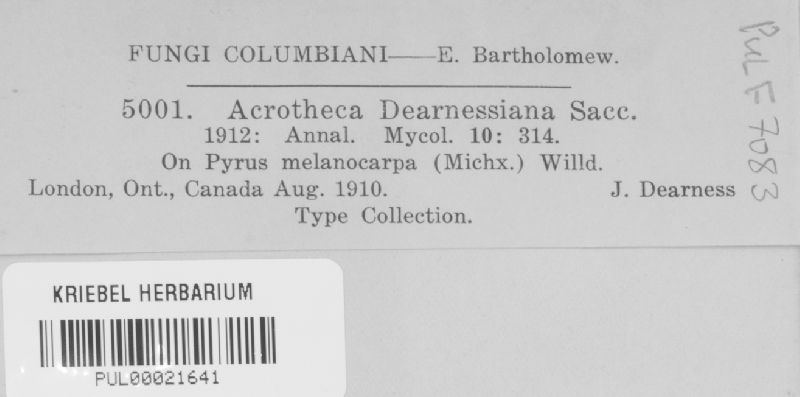 FUNGI COLUMBIANI——E. Bartholomew.
5001. Acrotheca Dearnessiana Sacc.
1912: Annal. Mycol. 10: 314.
On Pyrus melanocarpa (Michx.) Willd.
London, Ont., Canada Aug. 1910. J. Dearness
Type Collection.
PUL F7083
KRIEBEL HERBARIUM
PUL00021641